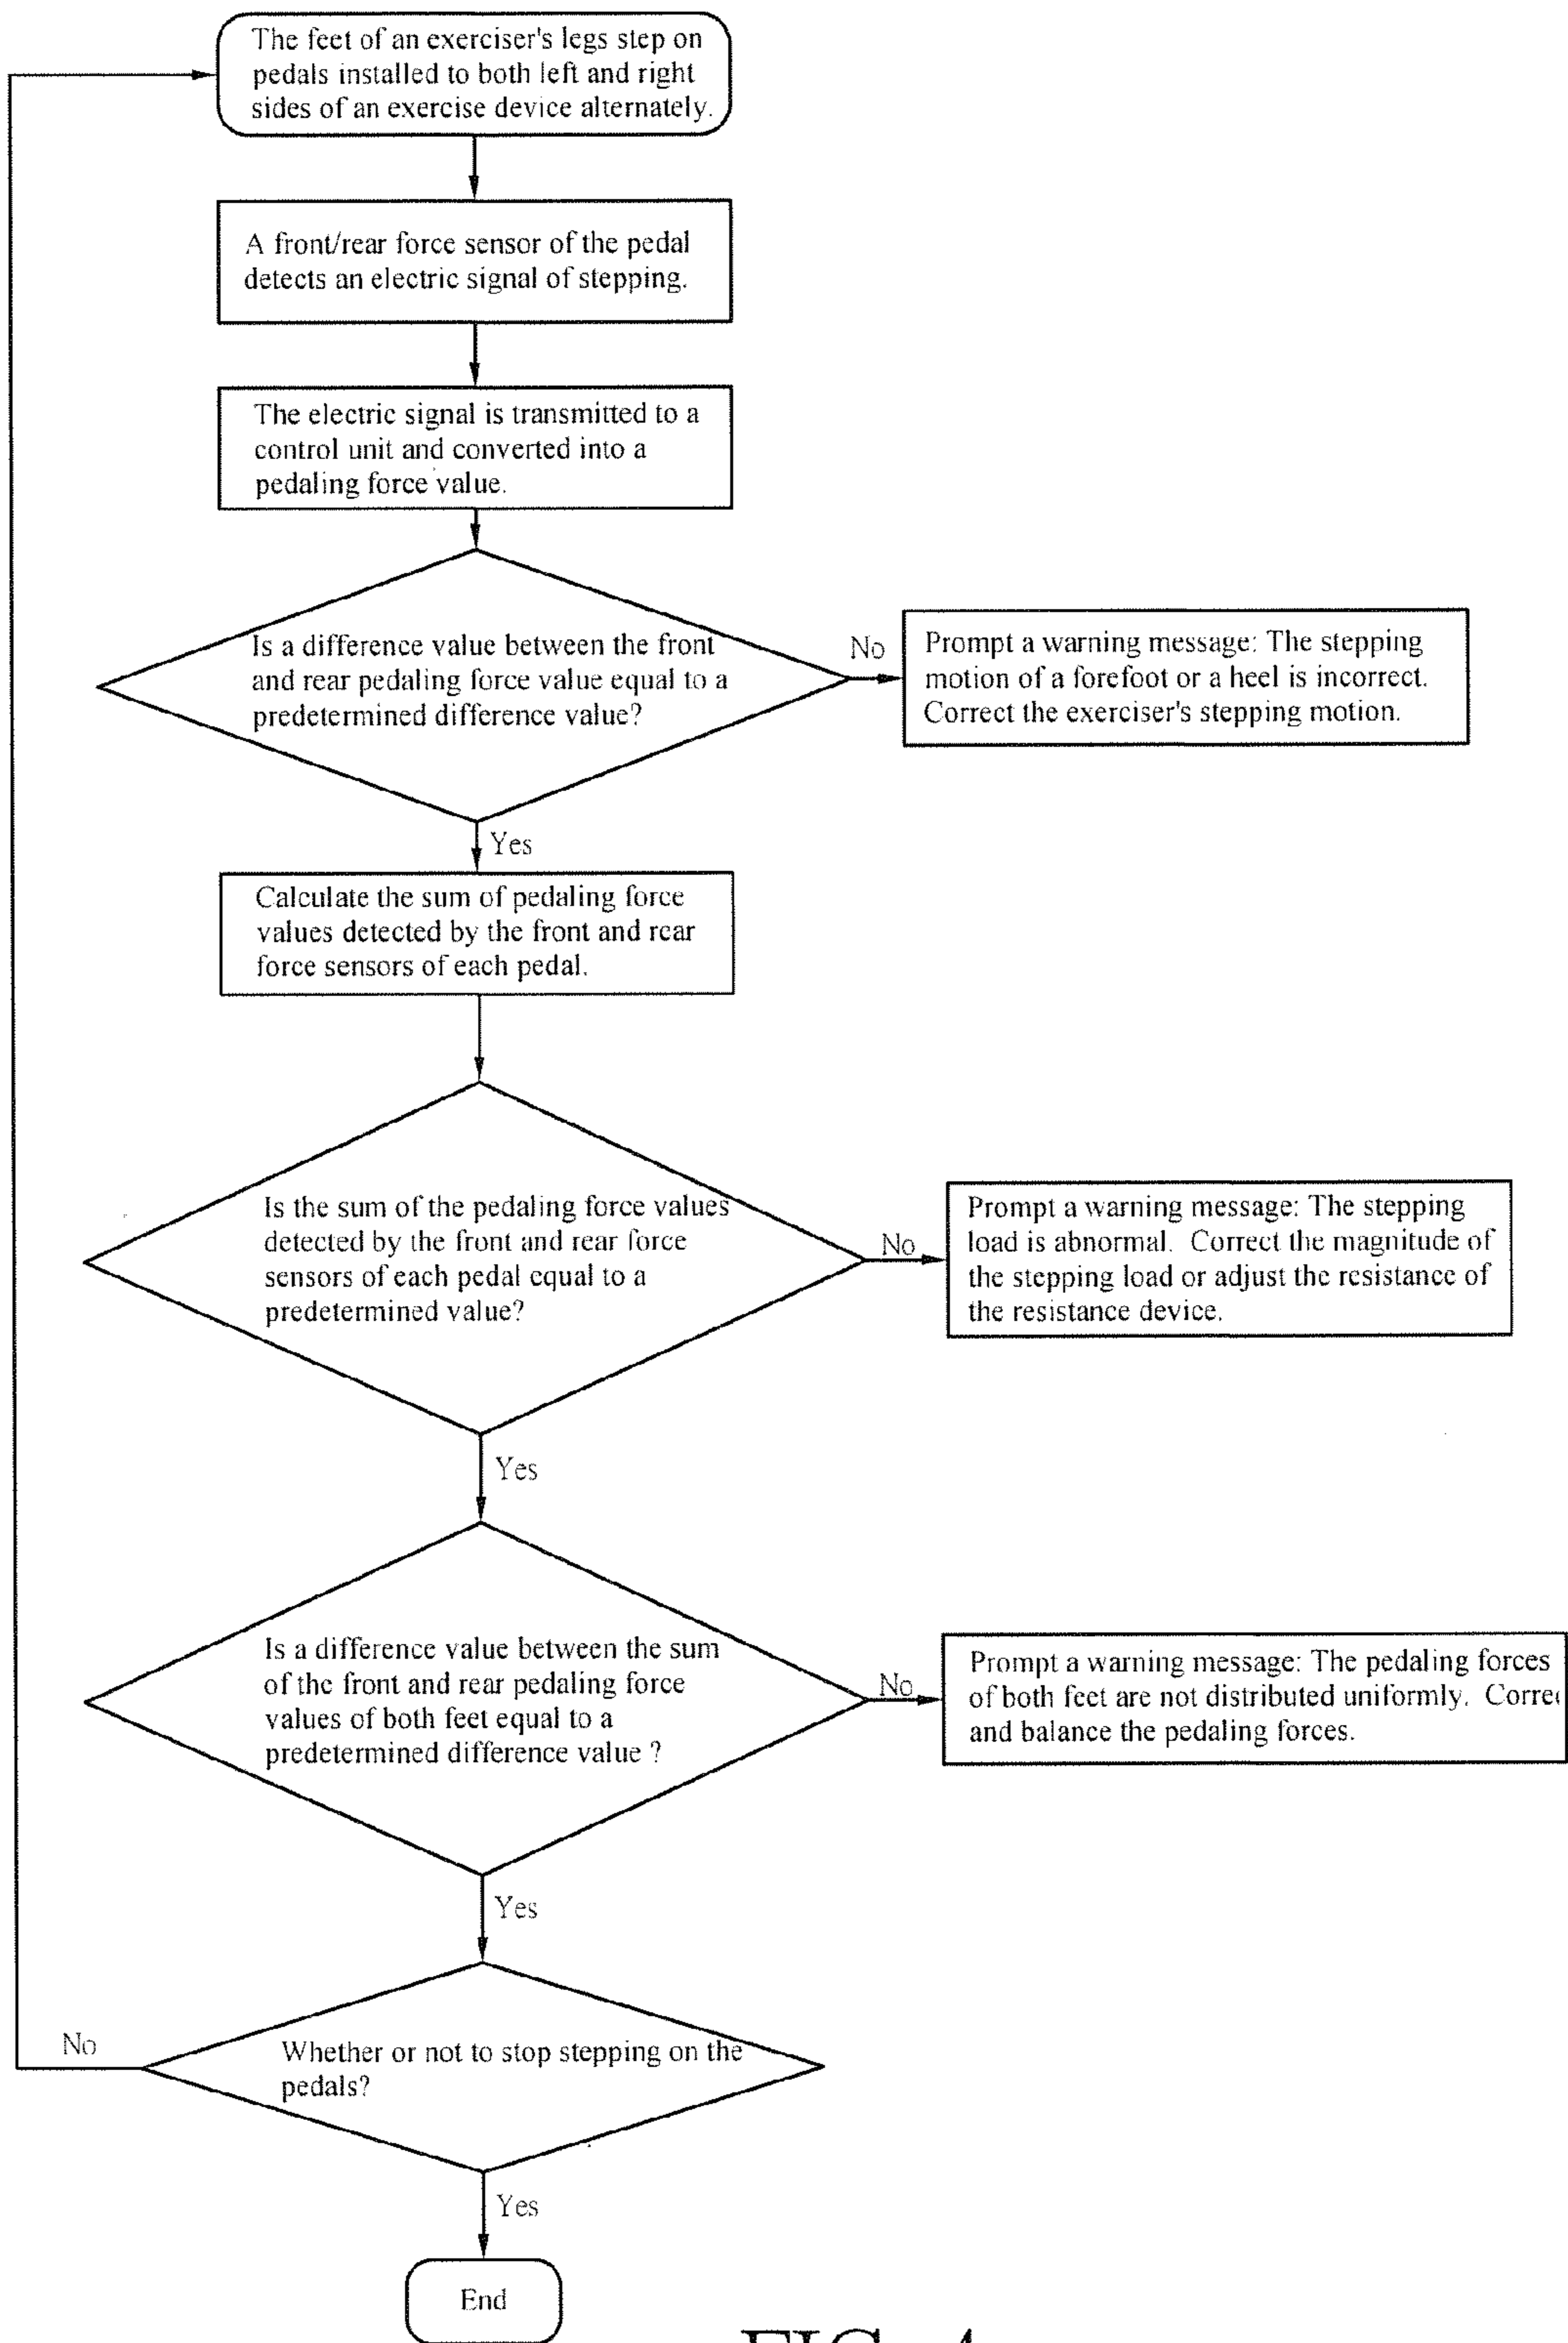 The feet of an exerciser's legs step on
pedals installed to both left and right
sides of an exercise device alternately.
A front/rear force sensor of the pedal
detects an electric signal of stepping.
The electric signal is transmitted to a
control unit and converted into a
pedaling force value.
Is a difference value between the front
and rear pedaling force value equal to a
predetermined difference value?
No
Prompt a warning message: The stepping
motion of a forefoot or a heel is incorrect.
Correct the exerciser's stepping motion.
Yes
Calculate the sum of pedaling force
values detected by the front and rear
force sensors of each pedal.
Is the sum of the pedaling force values
detected by the front and rear force
sensors of each pedal equal to a
predetermined value?
No
Prompt a warning message: The stepping
load is abnormal. Correct the magnitude of
the stepping load or adjust the resistance of
the resistance device.
Yes
Is a difference value between the sum
of the front and rear pedaling force
values of both feet equal to a
predetermined difference value ?
No
Prompt a warning message: The pedaling forces
of both feet are not distributed uniformly. Correc
and balance the pedaling forces.
Yes
Whether or not to stop stepping on the
pedals?
No
Yes
End
FIG. 4